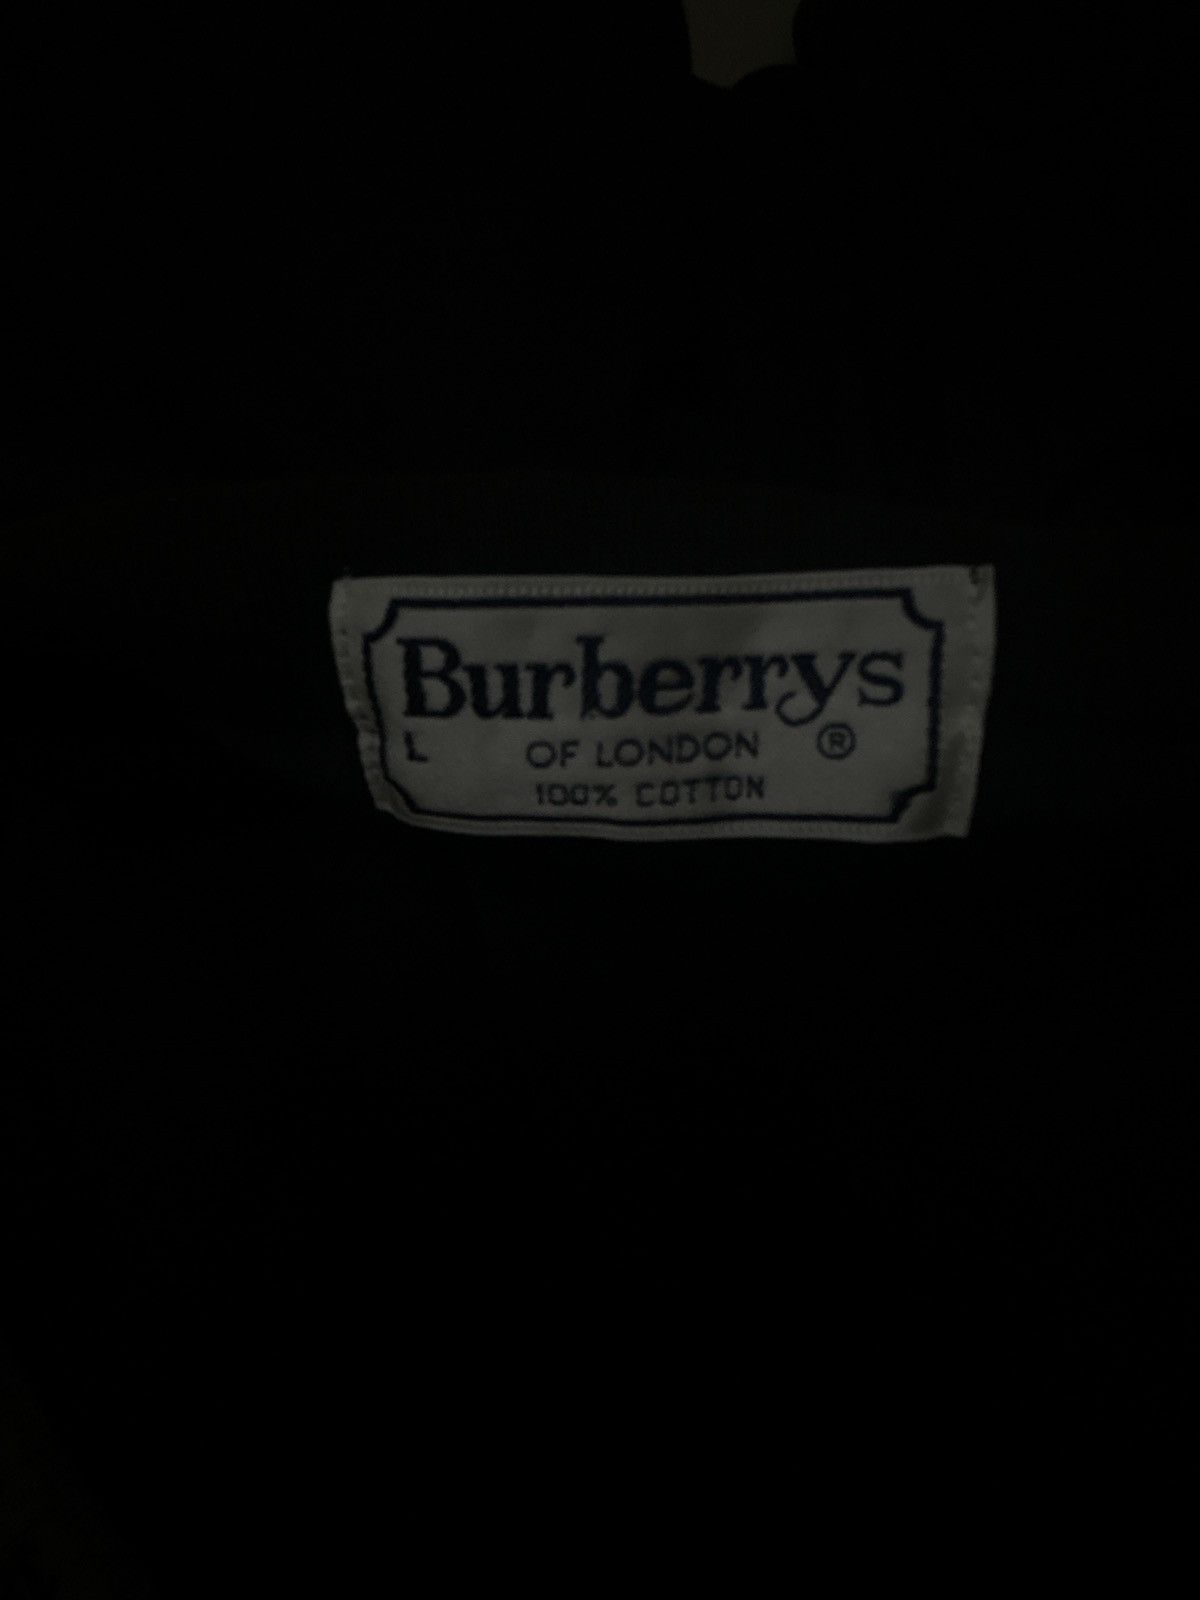 Burberrys
L OF LONDON ®
100% COTTON